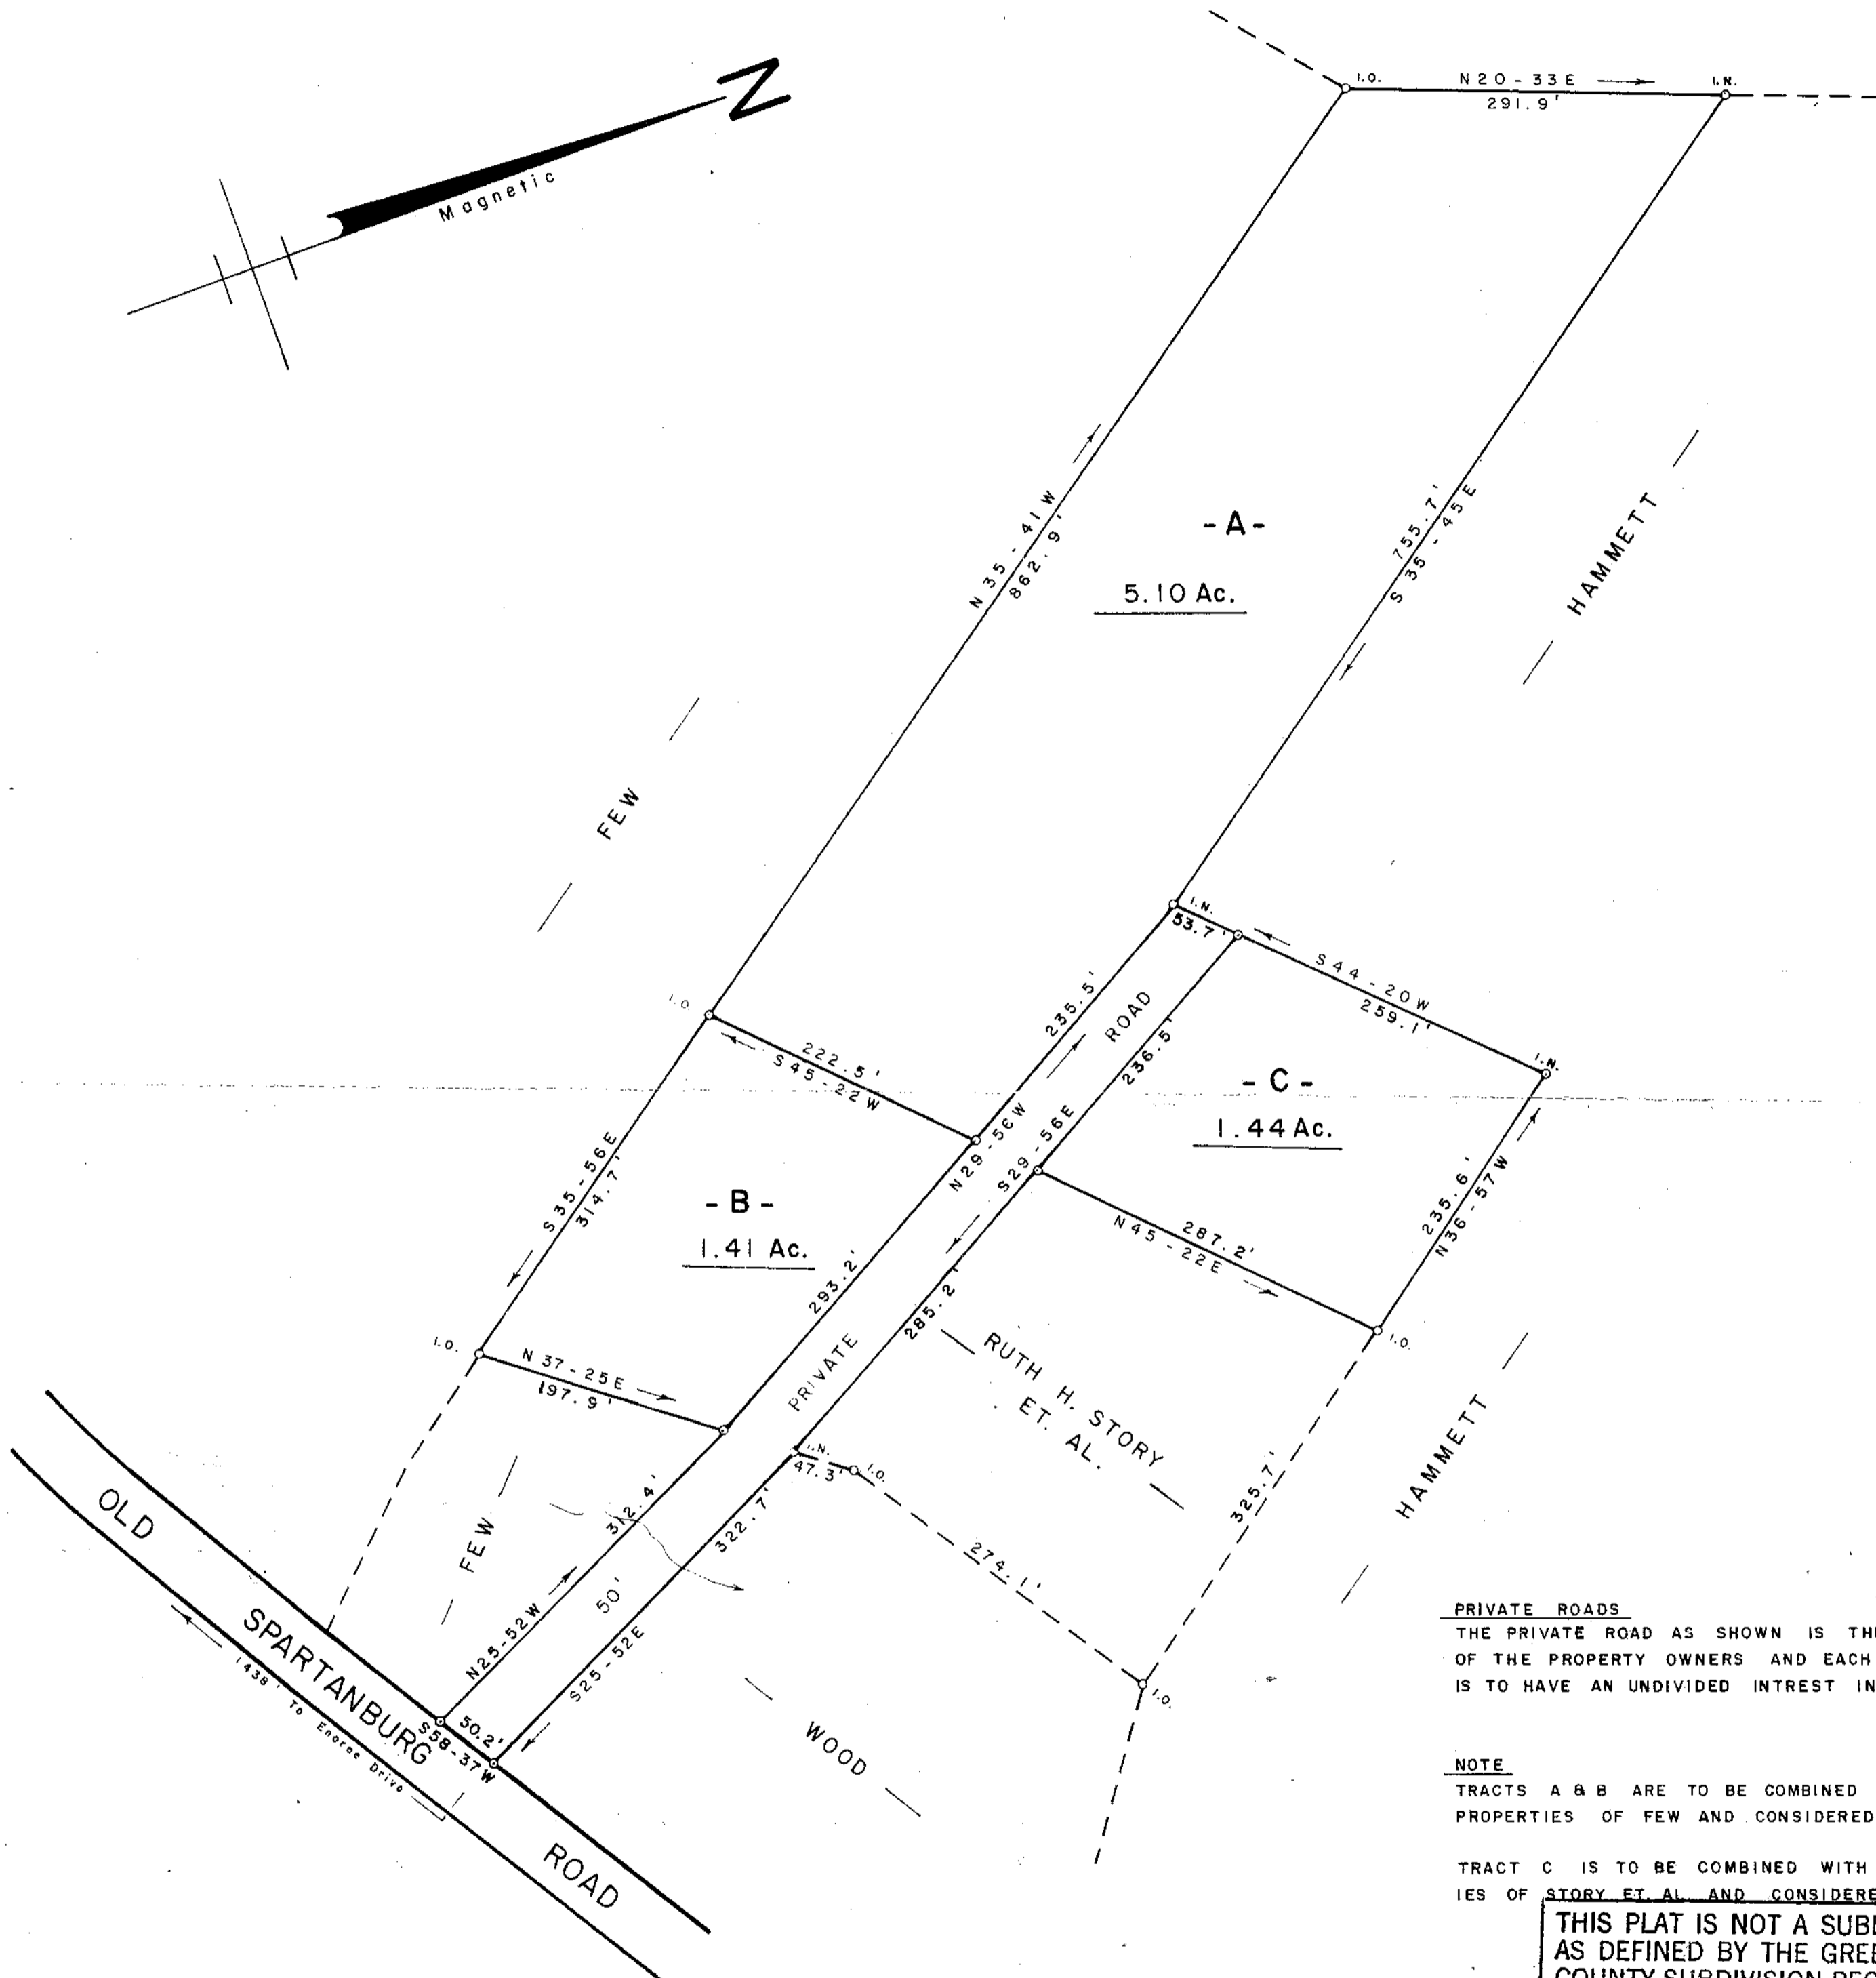 N
Magnetic
I.O.
N 20 - 33 E
I.N.
291.9'
N 35 - 41 W
862.9'
- A -
5.10 Ac.
755.7'
S 35 - 45 E
HAMMETT
FEW
I.N.
53.7'
I.O.
S 44 - 20 W
259.1'
I.N.
235.5'
ROAD
236.5'
222.5'
S 45 - 22 W
- C -
1.44 Ac.
N 29 - 56 W
S 29 - 56 E
S 35 - 56 E
314.7'
- B -
1.41 Ac.
235.6'
N 36 - 57 W
287.2'
N 45 - 22 E
293.2'
285.2'
I.O.
I.O.
N 37 - 25 E
197.9'
PRIVATE
RUTH H. STORY
ET. AL.
I.N.
47.3'
I.O.
HAMMETT
325.7'
OLD
FEW
312.4'
322.7'
274.1'
50'
N 25 - 52 W
S 25 - 52 E
SPARTANBURG
1438' To Enoree Drive
50.2'
S 58 - 37 W
I.O.
WOOD
ROAD
PRIVATE ROADS
THE PRIVATE ROAD AS SHOWN IS
OF THE PROPERTY OWNERS AND EACH
IS TO HAVE AN UNDIVIDED INTREST IN
NOTE
TRACTS A & B ARE TO BE COMBINED
PROPERTIES OF FEW AND CONSIDERED
TRACT C IS TO BE COMBINED WITH
IES OF STORY ET. AL AND
THIS PLAT IS NOT A
AS DEFINED BY THE
COUNTY SUBDIVISION